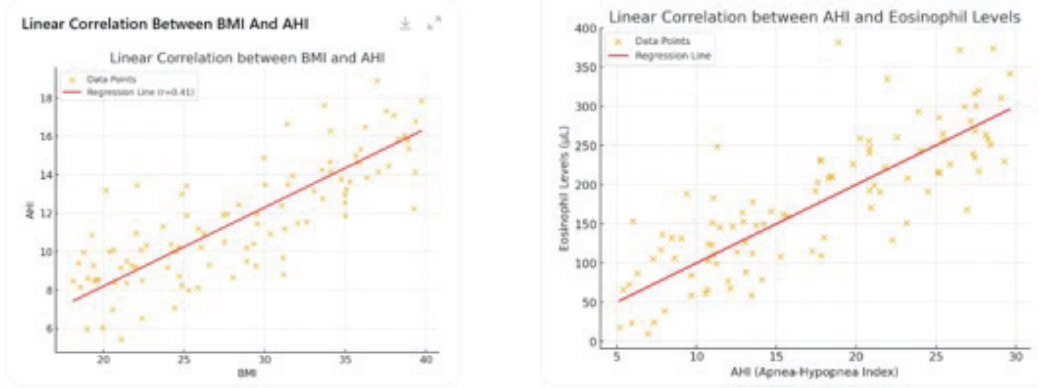 Linear Correlation Between BMI And AHI
Linear Correlation between BMI and AHI
Data Points
Regression Line (r=0.41)
AHI
18
16
14
12
10
8
6
20
25
30
35
40
BMI
Linear Correlation between AHI and Eosinophil Levels
Data Points
Regression Line
Eosinophil Levels (µL)
400
350
300
250
200
150
100
50
0
5
10
15
20
25
30
AHI (Apnea-Hypopnea Index)